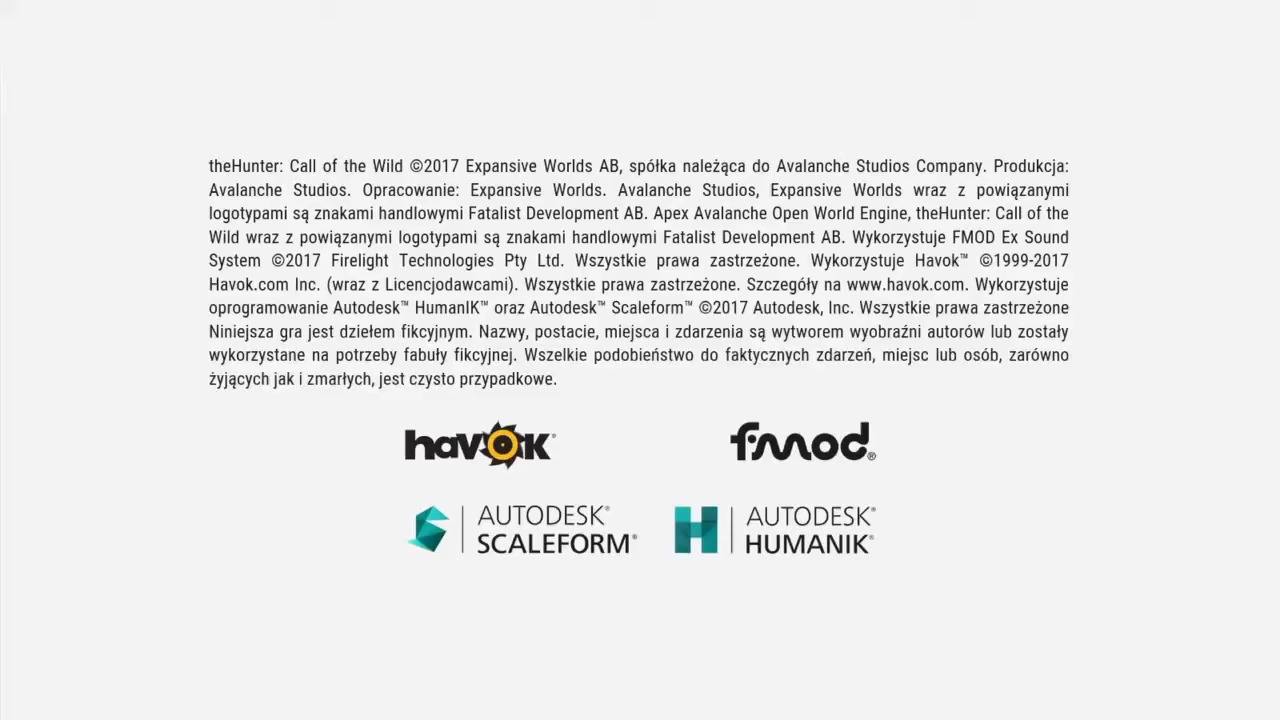 theHunter: Call of the Wild ©2017 Expansive Worlds AB, spółka należąca do Avalanche Studios Company. Produkcja:
Avalanche Studios. Opracowanie: Expansive Worlds. Avalanche Studios, Expansive Worlds wraz z powiązanymi
logotypami są znakami handlowymi Fatalist Development AB. Apex Avalanche Open World Engine, theHunter: Call of the
Wild wraz z powiązanymi logotypami są znakami handlowymi Fatalist Development AB. Wykorzystuje FMOD Ex Sound
System ©2017 Firelight Technologies Pty Ltd. Wszystkie prawa zastrzeżone. Wykorzystuje Havok™ ©1999-2017
Havok.com Inc. (wraz z Licencjodawcami). Wszystkie prawa zastrzeżone. Szczegóły na www.havok.com. Wykorzystuje
oprogramowanie Autodesk™ HumanIK™ oraz Autodesk™ Scaleform™ ©2017 Autodesk, Inc. Wszystkie prawa zastrzeżone
Niniejsza gra jest dziełem fikcyjnym. Nazwy, postacie, miejsca i zdarzenia są wytworem wyobraźni autorów lub zostały
wykorzystane na potrzeby fabuły fikcyjnej. Wszelkie podobieństwo do faktycznych zdarzeń, miejsc lub osób, zarówno
żyjących jak i zmarłych, jest czysto przypadkowe.
havok® fmod®
AUTODESK® AUTODESK®
SCALEFORM® HUMANIK®